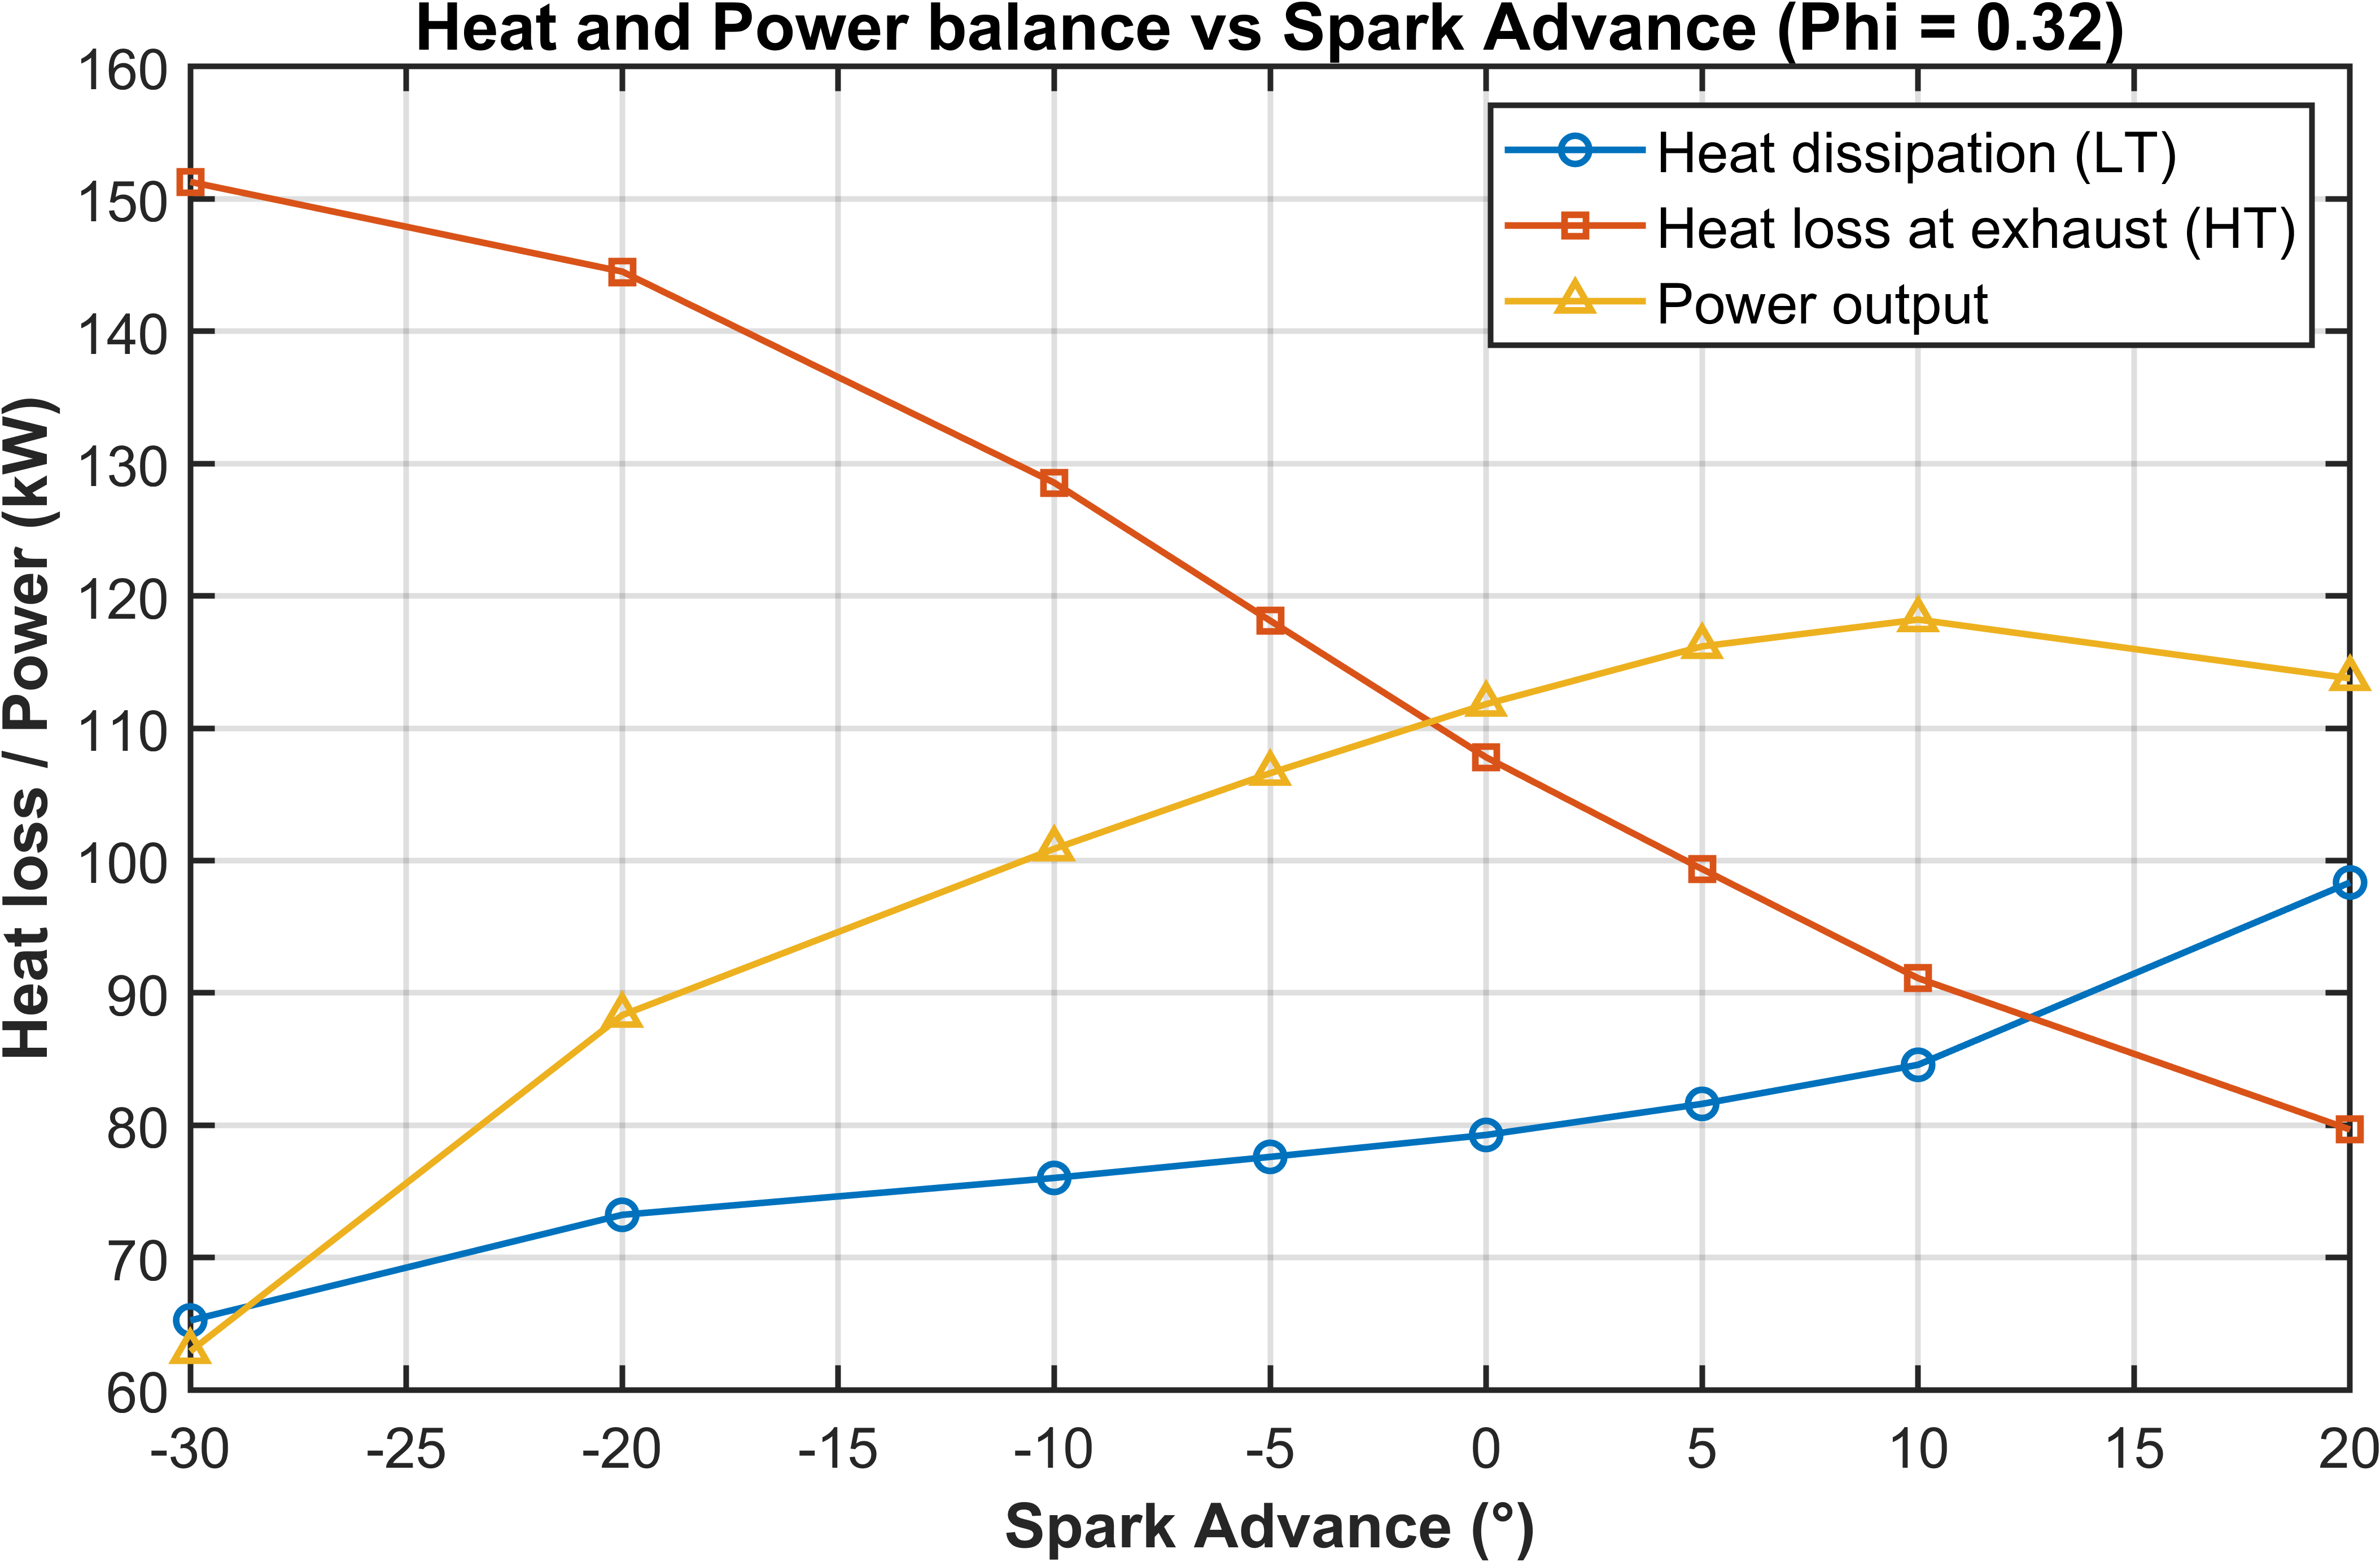 Heat and Power balance vs Spark Advance (Phi = 0.32)
Heat dissipation (LT)
Heat loss at exhaust (HT)
Power output
Heat loss / Power (kW)
160
150
140
130
120
110
100
90
80
70
60
-30 -25 -20 -15 -10 -5 0 5 10 15 20
Spark Advance (°)